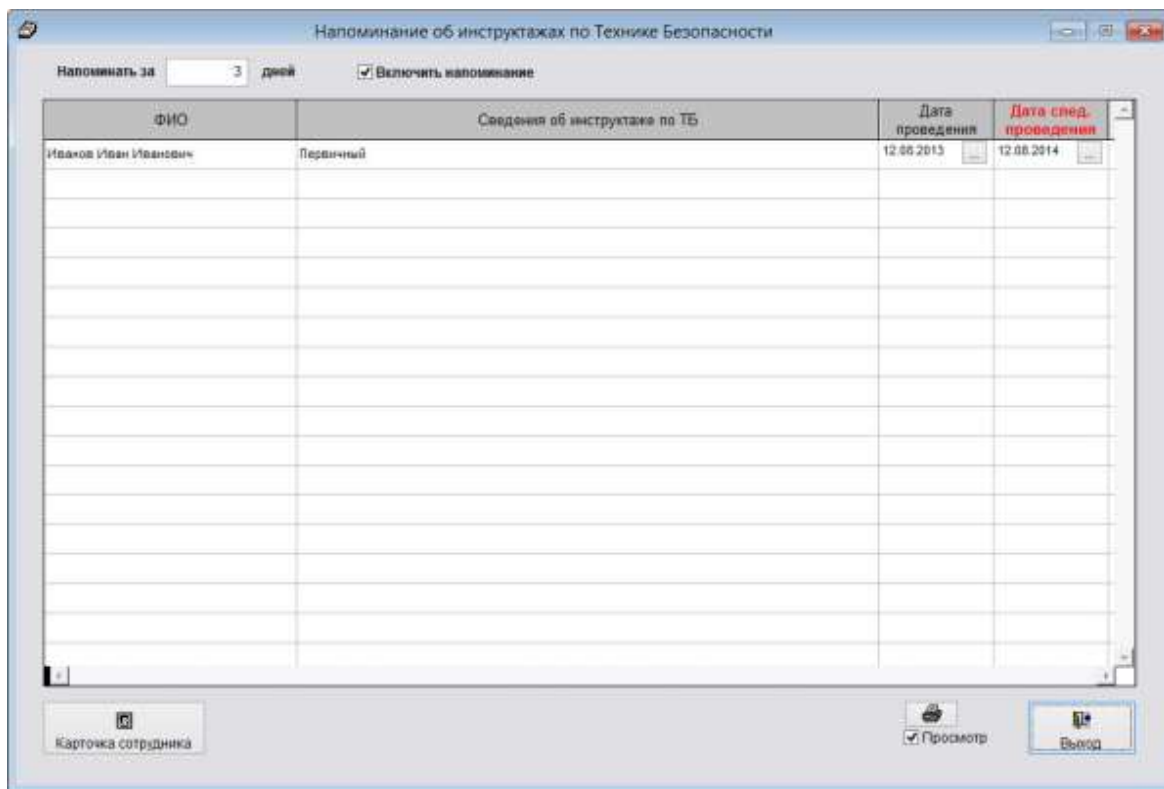 Напоминание об инструктажах по Технике Безопасности
Напоминать за 3 дней Включить напоминание
ФИО Сведения об инструктаже по ТБ Дата проведения Дата след. проведения
Иванов Иван Иванович Первичный 12.08.2013 ... 12.08.2014 ...
Карточка сотрудника
Просмотр
Выход